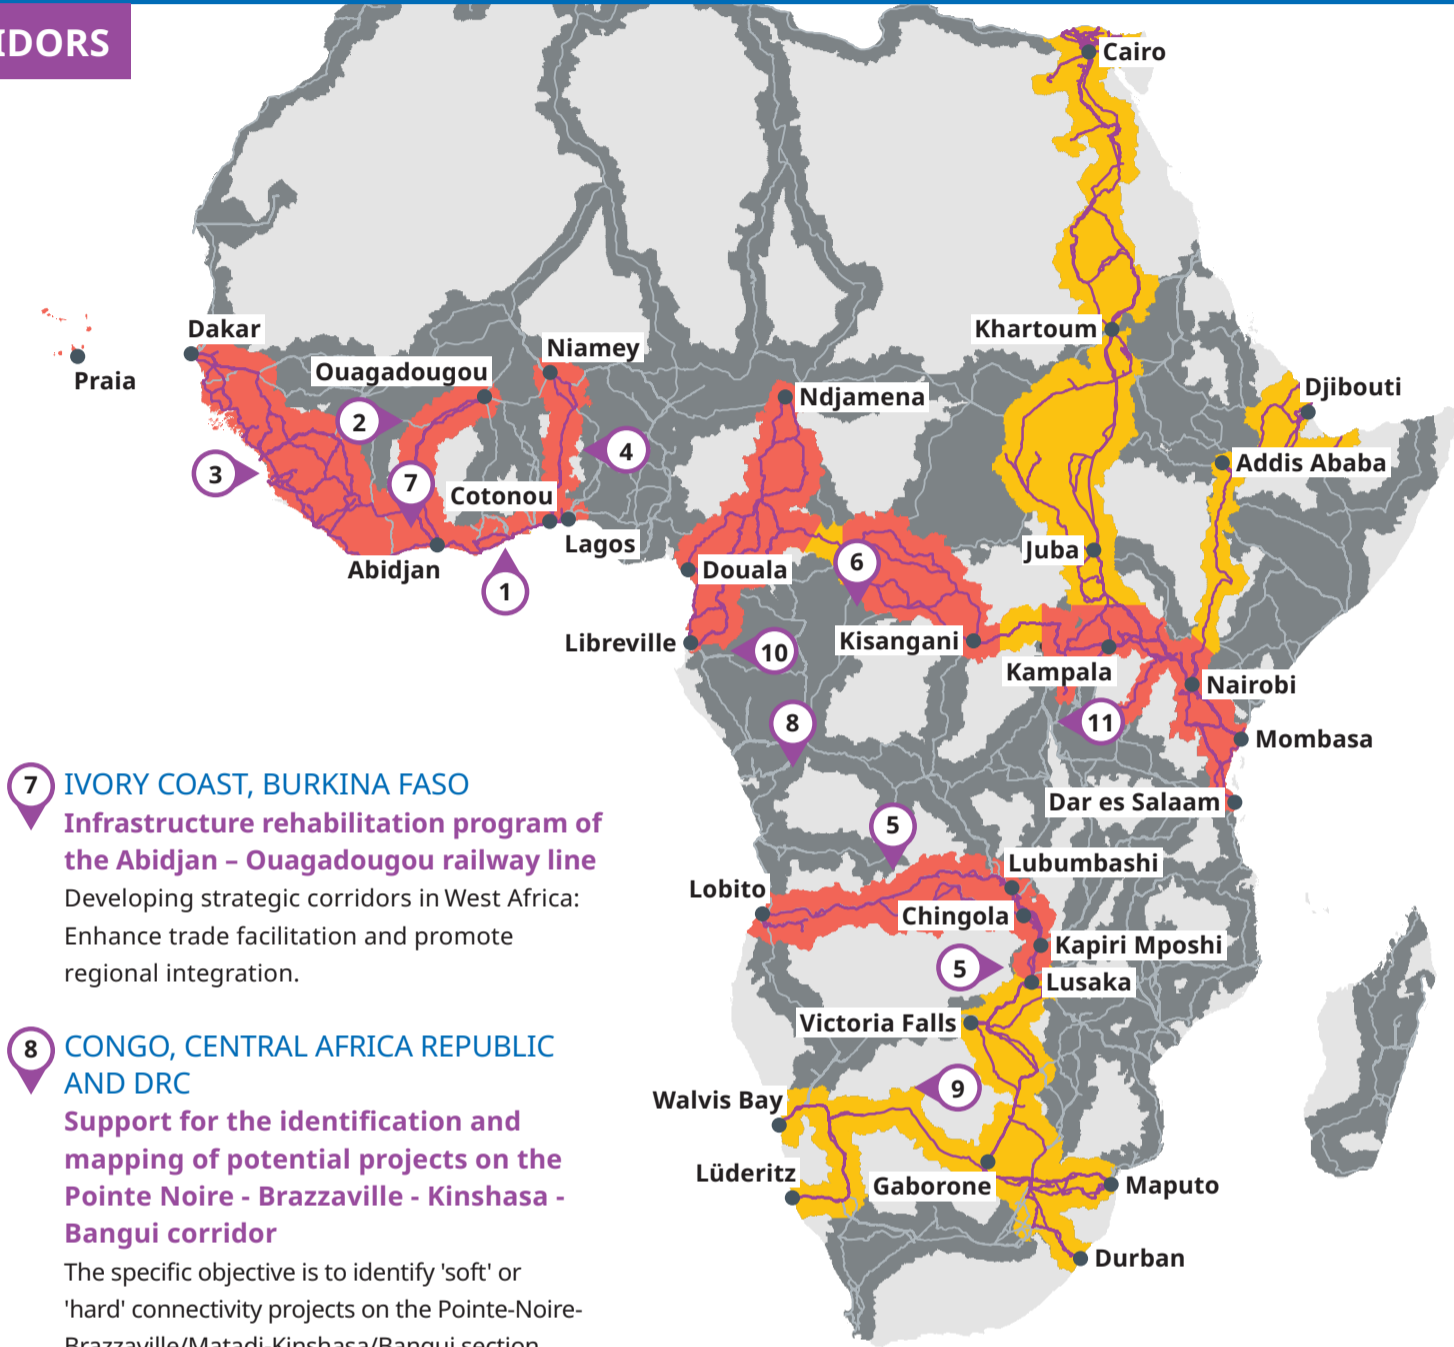 IDORS
Cairo
Khartoum
Dakar
Praia
Niamey
Ouagadougou
Ndjamena
Djibouti
2
4
Addis Ababa
3
7
Cotonou
Lagos
Juba
Abidjan
Douala
6
1
Libreville
Kisangani
10
Kampala
Nairobi
8
11
Mombasa
Dar es Salaam
5
Lubumbashi
Lobito
Chingola
Kapiri Mposhi
5
Lusaka
Victoria Falls
9
Walvis Bay
Lüderitz
Gaborone
Maputo
Durban
7
IVORY COAST, BURKINA FASO
Infrastructure rehabilitation program of
the Abidjan – Ouagadougou railway line
Developing strategic corridors in West Africa:
Enhance trade facilitation and promote
regional integration.
8
CONGO, CENTRAL AFRICA REPUBLIC
AND DRC
Support for the identification and
mapping of potential projects on the
Pointe Noire - Brazzaville - Kinshasa -
Bangui corridor
The specific objective is to identify 'soft' or
'hard' connectivity projects on the Pointe-Noire-
Brazzaville/Matadi-Kinshasa/Bangui section